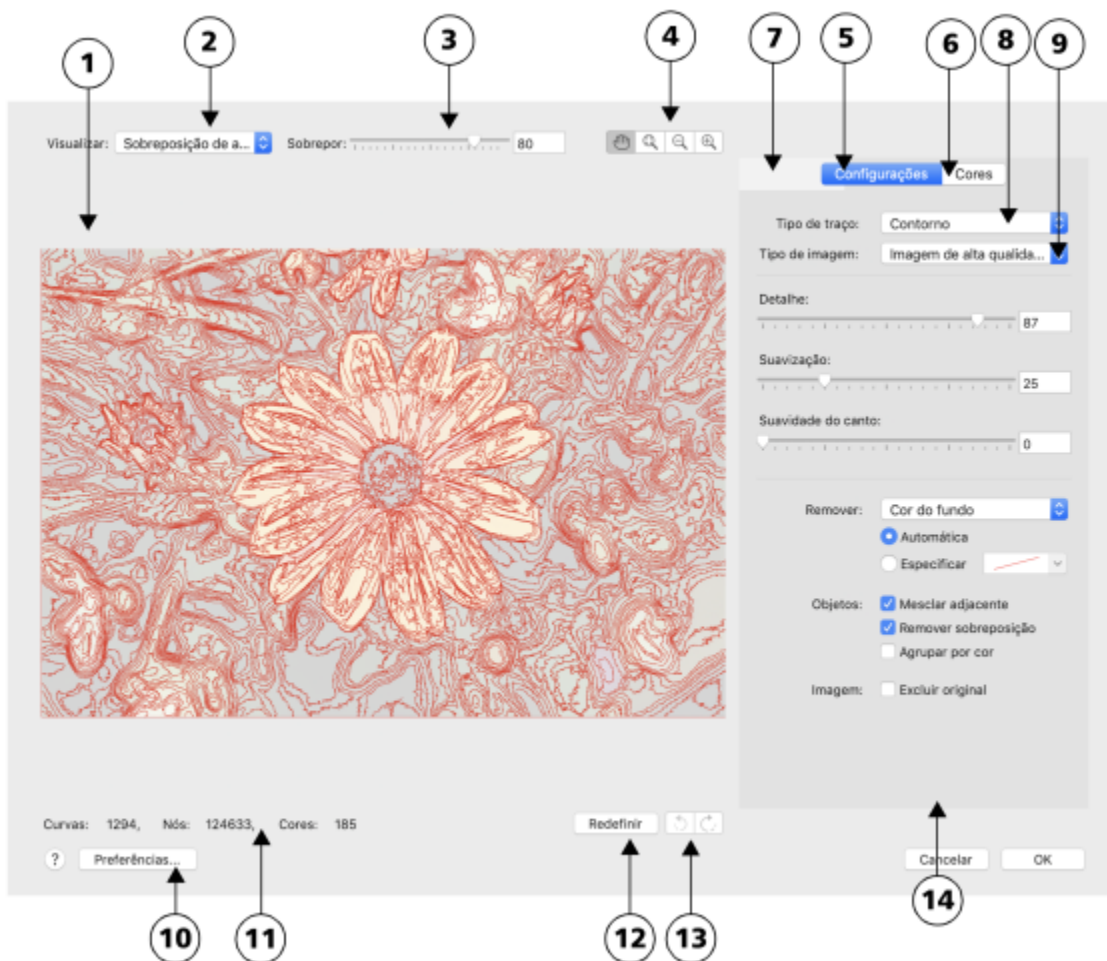 1 2 3 4 7 5 6 8 9
Visualizar: Sobreposição de a... Sobrepor: 80
Configurações Cores
Tipo de traço: Contorno
Tipo de imagem: Imagem de alta qualida...
Detalhe:
87
Suavização:
25
Suavidade do canto:
0
Remover: Cor do fundo
Automática
Especificar
Objetos: Mesclar adjacente
Remover sobreposição
Agrupar por cor
Imagem: Excluir original
Curvas: 1294, Nós: 124633, Cores: 185
Redefinir
? Preferências... Cancelar OK
10 11 12 13 14